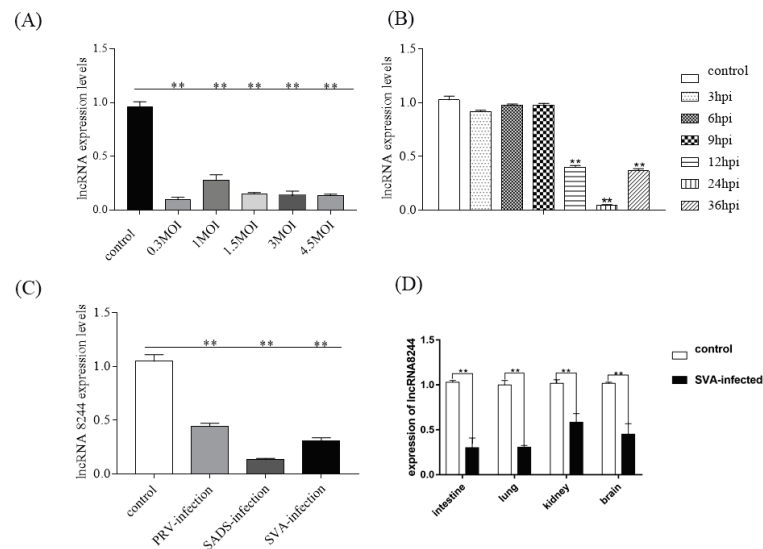 (A)
lncRNA expression levels
1.5
1.0
0.5
0.0
** ** ** ** **
control
0.3MOI
1MOI
1.5MOI
3MOI
4.5MOI
(B)
lncRNA expression levels
1.5
1.0
0.5
0.0
**
**
**
control
3hpi
6hpi
9hpi
12hpi
24hpi
36hpi
(C)
lncRNA 8244 expression levels
1.5
1.0
0.5
0.0
** ** **
control
PRV-infection
SADS-infection
SVA-infection
(D)
expression of lncRNA8244
1.5
1.0
0.5
0.0
** ** ** **
intestine
lung
kidney
brain
control
SVA-infected